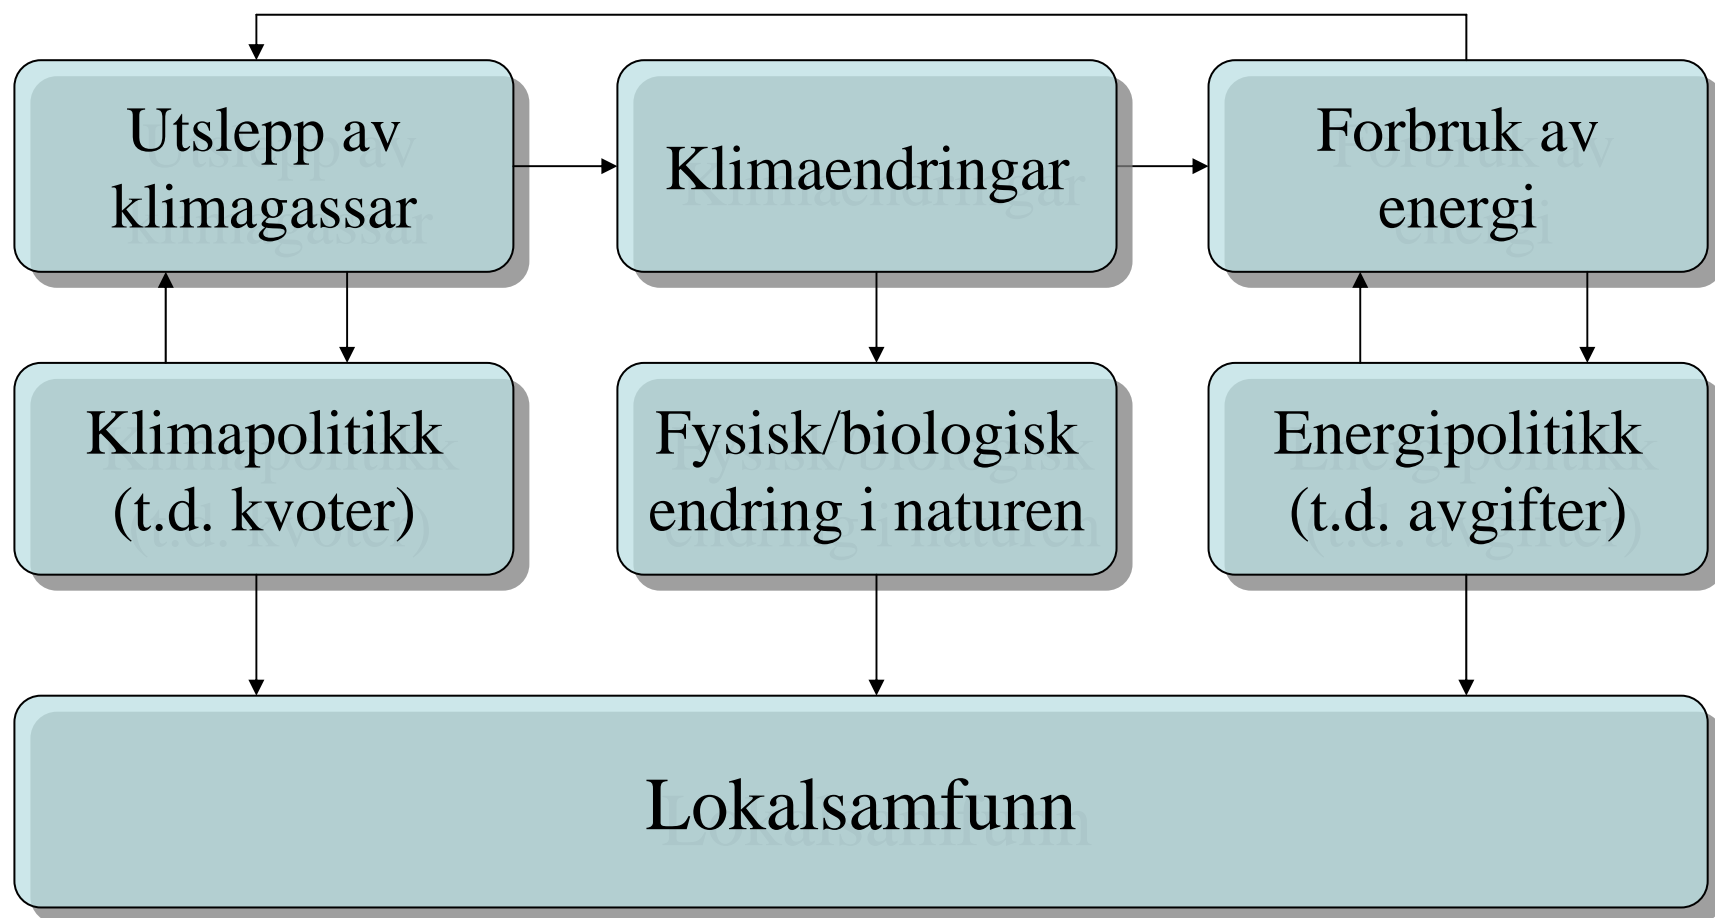 Utslepp av
klimagassar
Klimaendringar
Forbruk av
energi
Klimapolitikk
(t.d. kvoter)
Fysisk/biologisk
endring i naturen
Energipolitikk
(t.d. avgifter)
Lokalsamfunn